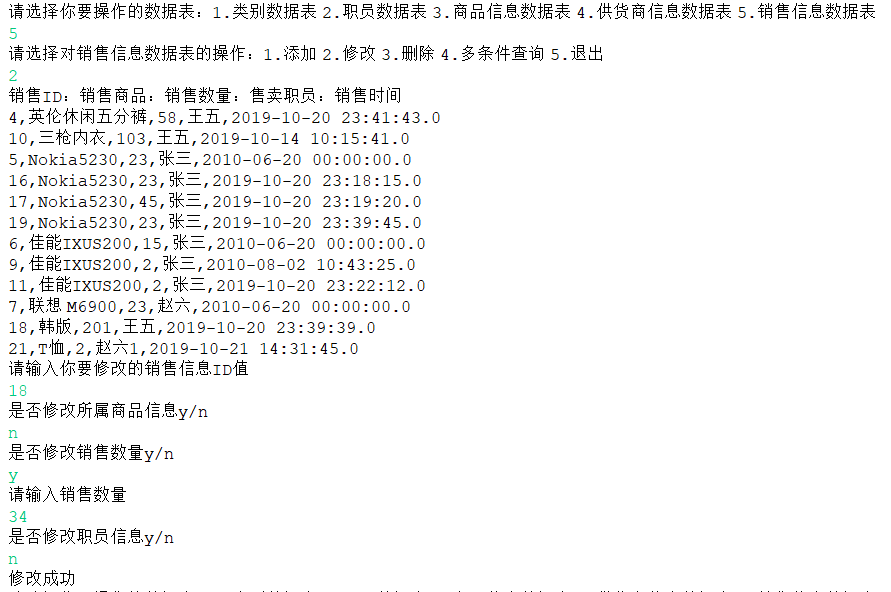 请选择你要操作的数据表：1.类别数据表 2.职员数据表 3.商品信息数据表 4.供货商信息数据表 5.销售信息数据表
5
请选择对销售信息数据表的操作：1.添加 2.修改 3.删除 4.多条件查询 5.退出
2
销售ID：销售商品：销售数量：售卖职员：销售时间
4,英伦休闲五分裤,58,王五,2019-10-20 23:41:43.0
10,三枪内衣,103,王五,2019-10-14 10:15:41.0
5,Nokia5230,23,张三,2010-06-20 00:00:00.0
16,Nokia5230,23,张三,2019-10-20 23:18:15.0
17,Nokia5230,45,张三,2019-10-20 23:19:20.0
19,Nokia5230,23,张三,2019-10-20 23:39:45.0
6,佳能IXUS200,15,张三,2010-06-20 00:00:00.0
9,佳能IXUS200,2,张三,2010-08-02 10:43:25.0
11,佳能IXUS200,2,张三,2019-10-20 23:22:12.0
7,联想M6900,23,赵六,2010-06-20 00:00:00.0
18,韩版,201,王五,2019-10-20 23:39:39.0
21,T恤,2,赵六1,2019-10-21 14:31:45.0
请输入你要修改的销售信息ID值
18
是否修改所属商品信息y/n
n
是否修改销售数量y/n
y
请输入销售数量
34
是否修改职员信息y/n
n
修改成功